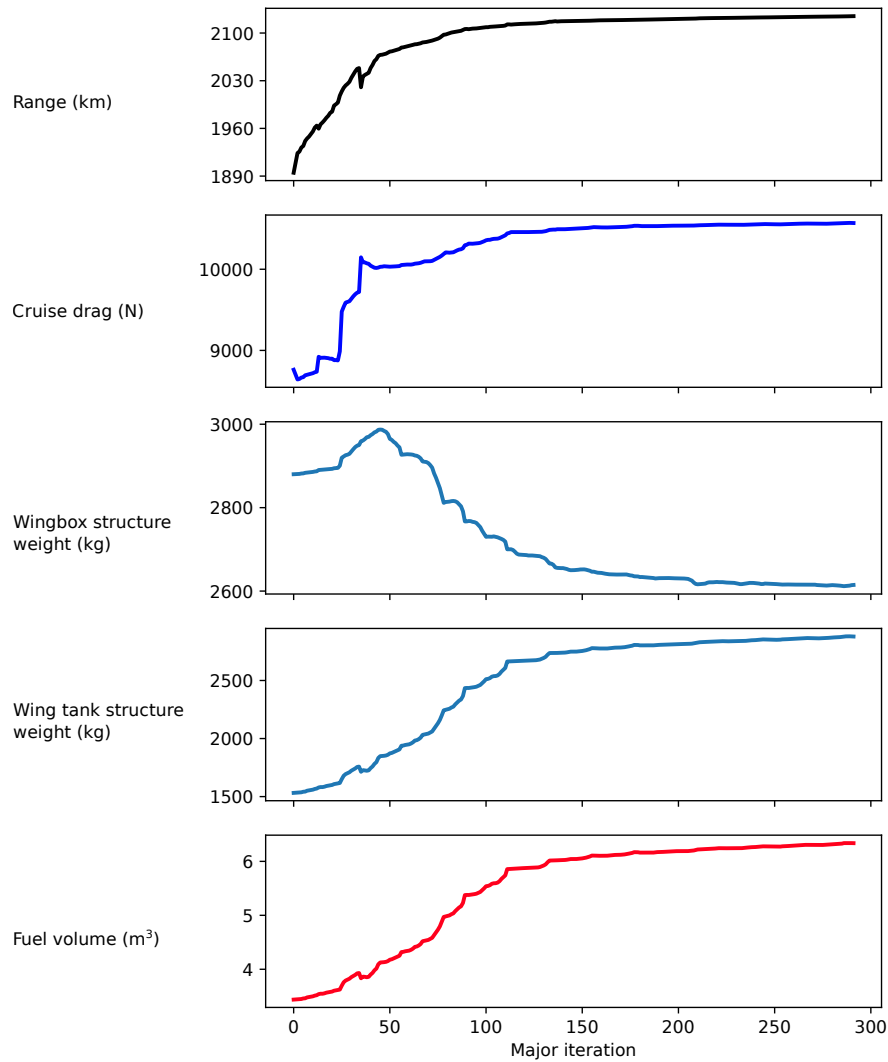 2100
2030
Range (km)
1960
1890
10000
Cruise drag (N)
9000
3000
2800
Wingbox structure
weight (kg)
2600
2500
Wing tank structure
weight (kg)
2000
1500
6
5
Fuel volume (m³)
4
0 50 100 150 200 250 300
Major iteration